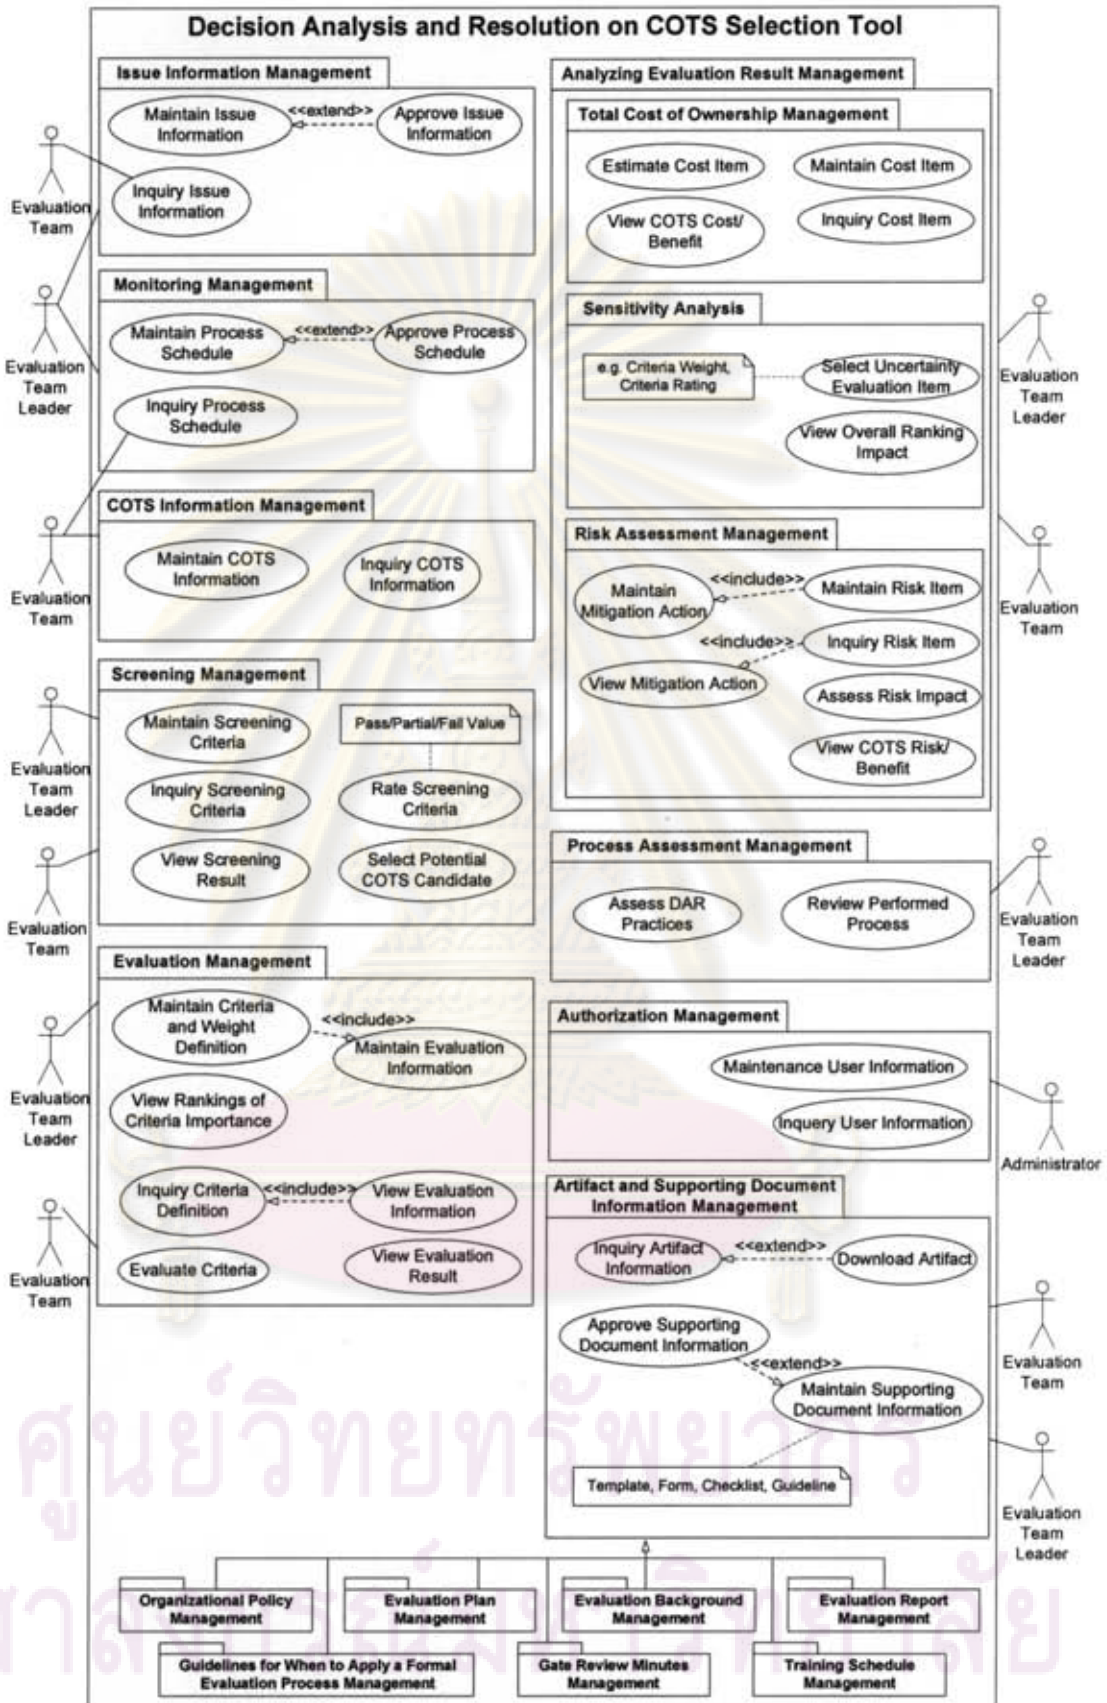 Decision Analysis and Resolution on COTS Selection Tool
Issue Information Management
Maintain Issue
Information
<<extend>>
Approve Issue
Information
Inquiry Issue
Information
Evaluation
Team
Monitoring Management
Maintain Process
Schedule
<<extend>>
Approve Process
Schedule
Inquiry Process
Schedule
Evaluation
Team
Leader
COTS Information Management
Maintain COTS
Information
Inquiry COTS
Information
Evaluation
Team
Screening Management
Maintain Screening
Criteria
Pass/Partial/Fail Value
Inquiry Screening
Criteria
Rate Screening
Criteria
View Screening
Result
Select Potential
COTS Candidate
Evaluation
Team
Leader
Evaluation
Team
Evaluation Management
Maintain Criteria
and Weight
Definition
<<include>>
Maintain Evaluation
Information
View Rankings of
Criteria Importance
Inquiry Criteria
Definition
<<include>>
View Evaluation
Information
Evaluate Criteria
View Evaluation
Result
Evaluation
Team
Leader
Evaluation
Team
Analyzing Evaluation Result Management
Total Cost of Ownership Management
Estimate Cost Item
Maintain Cost Item
View COTS Cost/
Benefit
Inquiry Cost Item
Sensitivity Analysis
e.g. Criteria Weight,
Criteria Rating
Select Uncertainty
Evaluation Item
View Overall Ranking
Impact
Evaluation
Team
Leader
Risk Assessment Management
Maintain
Mitigation Action
<<include>>
Maintain Risk Item
<<include>>
Inquiry Risk Item
View Mitigation Action
Assess Risk Impact
View COTS Risk/
Benefit
Evaluation
Team
Process Assessment Management
Assess DAR
Practices
Review Performed
Process
Evaluation
Team
Leader
Authorization Management
Maintenance User Information
Inquery User Information
Administrator
Artifact and Supporting Document
Information Management
Inquiry Artifact
Information
<<extend>>
Download Artifact
Approve Supporting
Document Information
<<extend>>
Maintain Supporting
Document Information
Template, Form, Checklist, Guideline
Evaluation
Team
Evaluation
Team
Leader
Organizational Policy
Management
Evaluation Plan
Management
Evaluation Background
Management
Evaluation Report
Management
Guidelines for When to Apply a Formal
Evaluation Process Management
Gate Review Minutes
Management
Training Schedule
Management
ศูนย์วิทยทรัพยากร